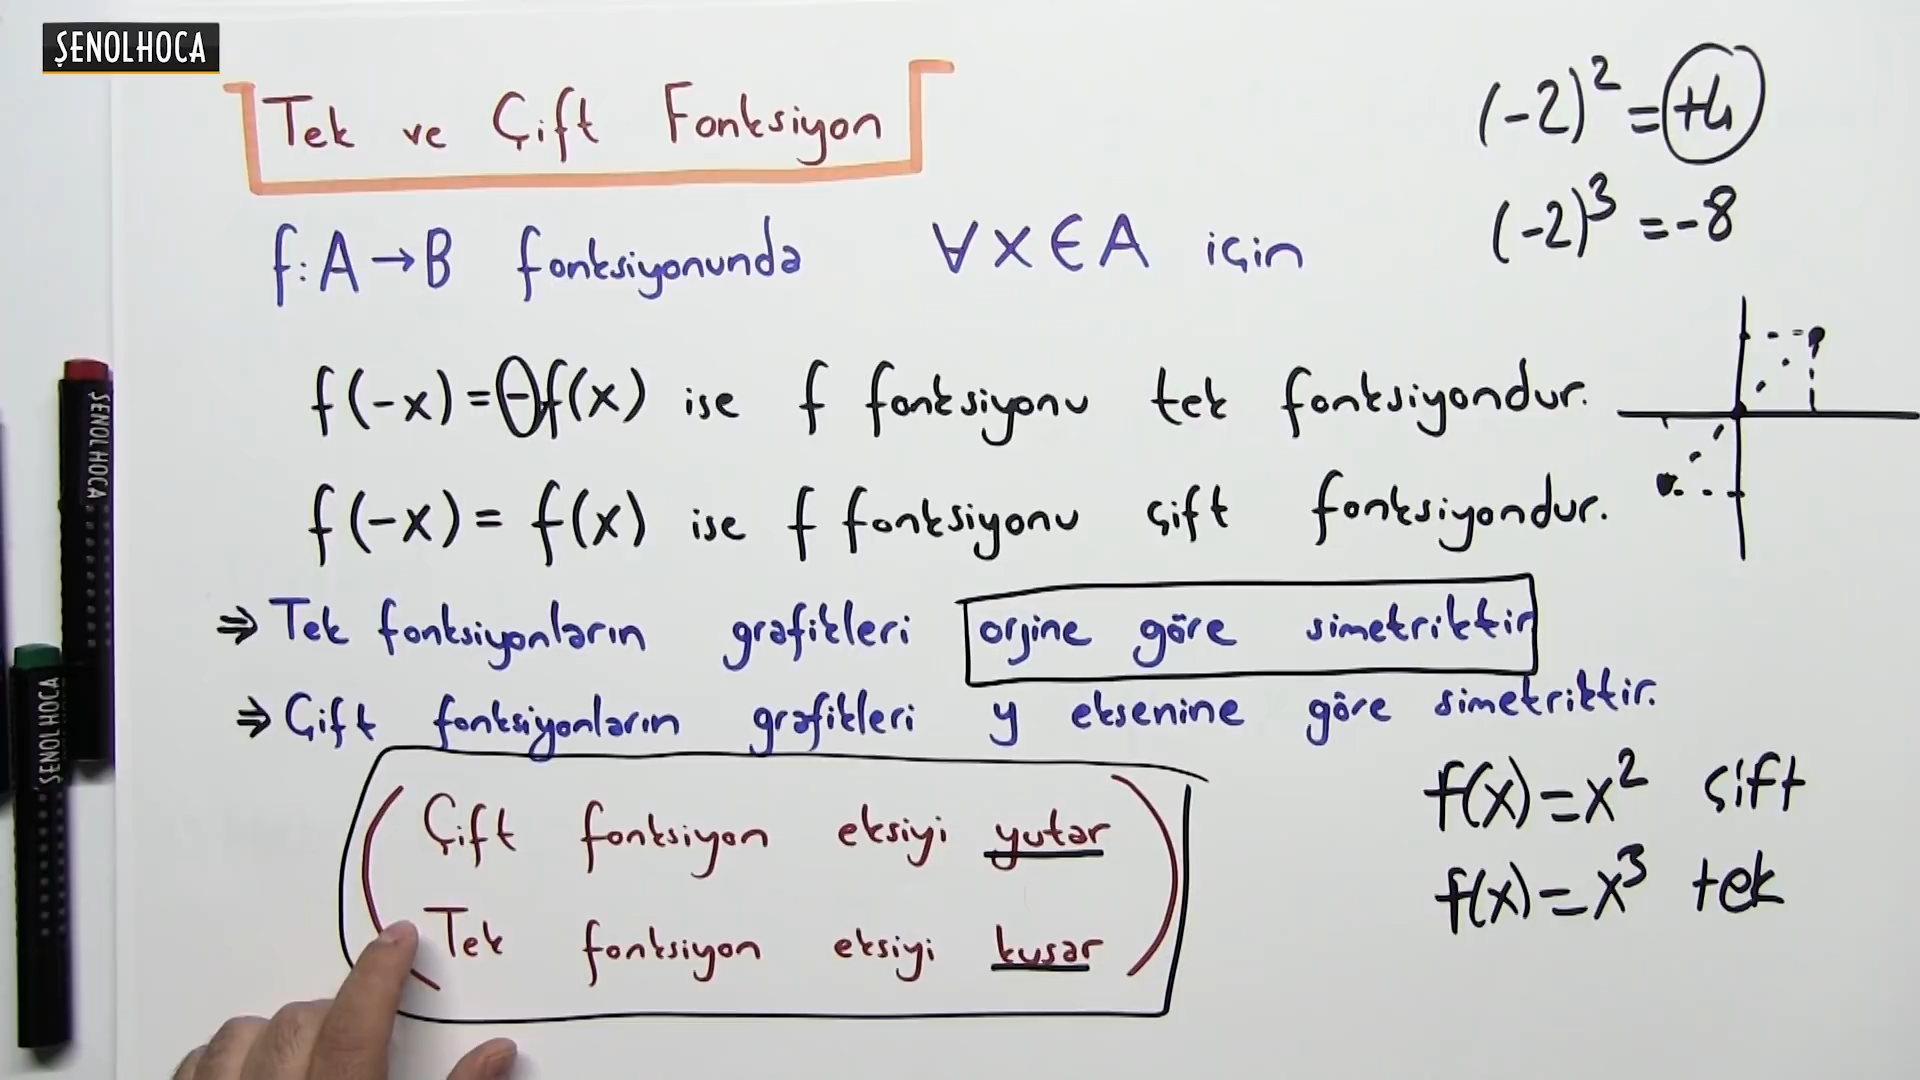 ŞENOLHOCA
Tek ve Çift Fonksiyon
f: A → B fonksiyonunda ∀x∈A için
f(-x) = -f(x) ise f fonksiyonu tek fonksiyondur.
f(-x) = f(x) ise f fonksiyonu çift fonksiyondur.
⇒ Tek fonksiyonların grafikleri orjine göre simetriktir
⇒ Çift fonksiyonların grafikleri y eksenine göre simetriktir.
(Çift fonksiyon eksiyi yutar
Tek fonksiyon eksiyi kusar)
(-2)² = +4
(-2)³ = -8
f(x) = x² çift
f(x) = x³ tek
ŞENOL HOCA
ŞENOL HOCA